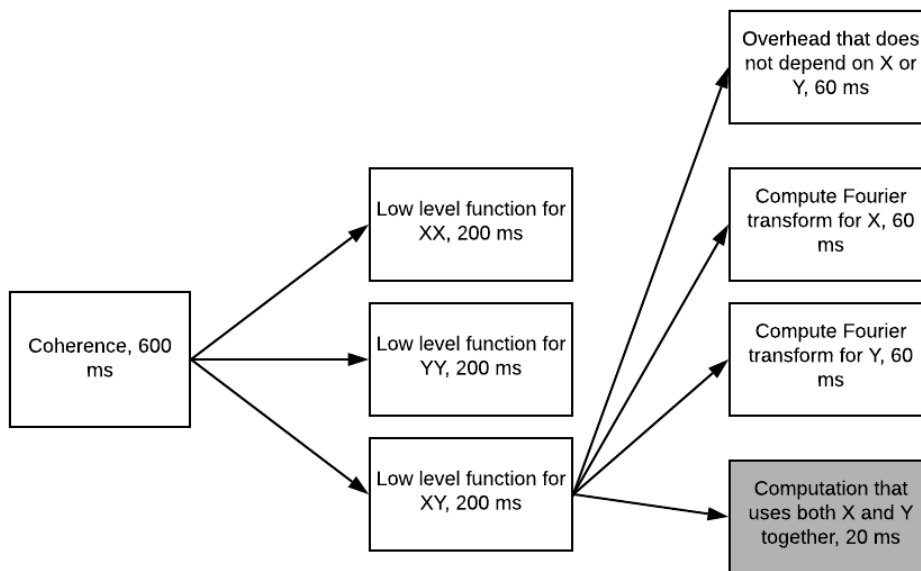 Coherence, 600
ms
Low level function for
XX, 200 ms
Low level function for
YY, 200 ms
Low level function for
XY, 200 ms
Overhead that does
not depend on X or
Y, 60 ms
Compute Fourier
transform for X, 60
ms
Compute Fourier
transform for Y, 60
ms
Computation that
uses both X and Y
together, 20 ms